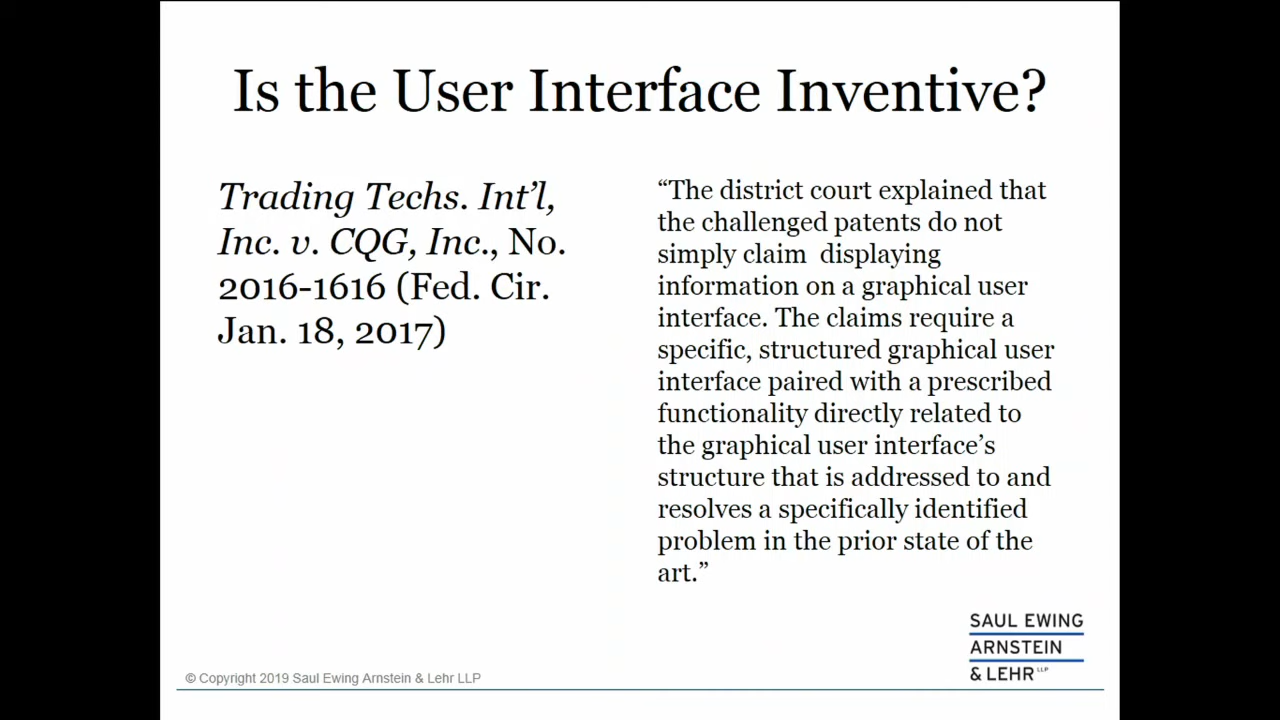 Is the User Interface Inventive?
Trading Techs. Int’l,
Inc. v. CQG, Inc., No.
2016-1616 (Fed. Cir.
Jan. 18, 2017)
“The district court explained that
the challenged patents do not
simply claim  displaying
information on a graphical user
interface. The claims require a
specific, structured graphical user
interface paired with a prescribed
functionality directly related to
the graphical user interface’s
structure that is addressed to and
resolves a specifically identified
problem in the prior state of the
art.”
SAUL EWING
ARNSTEIN
& LEHR LLP
© Copyright 2019 Saul Ewing Arnstein & Lehr LLP